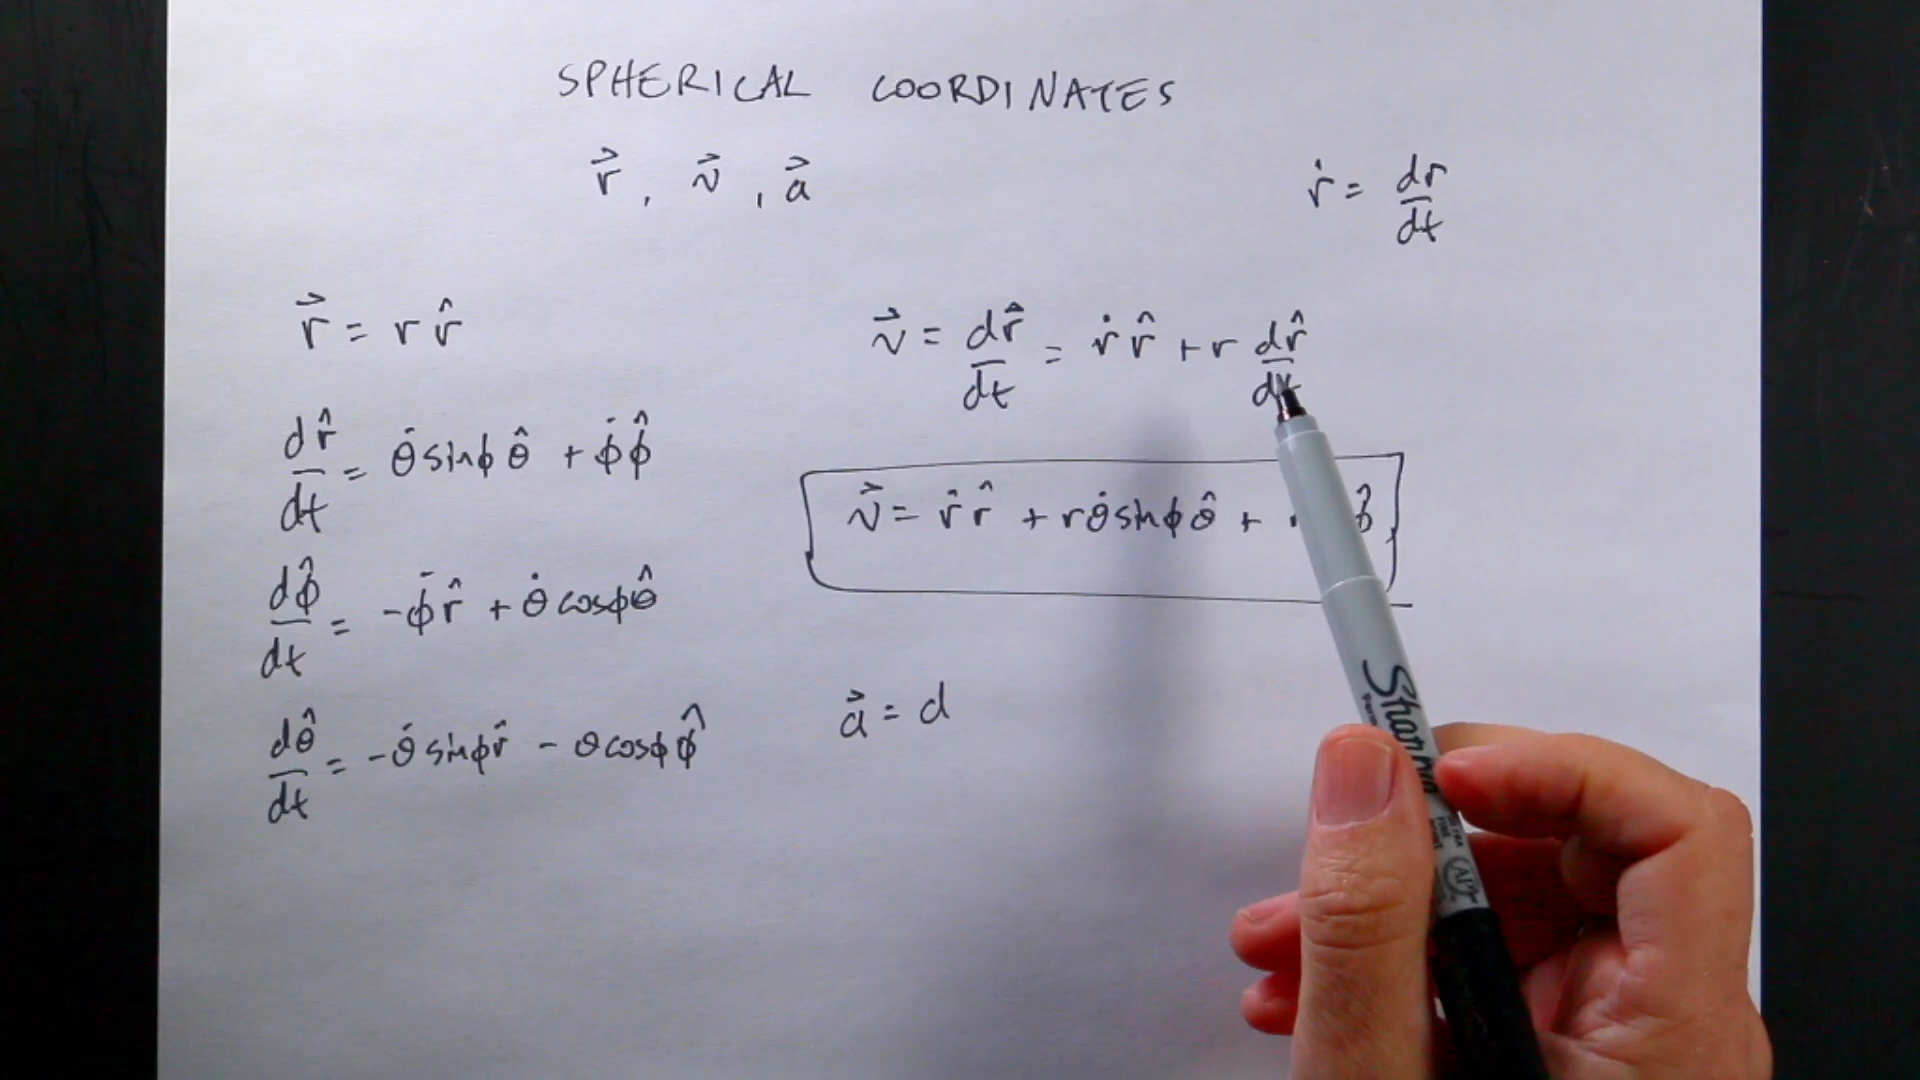 SPHERICAL COORDINATES
r⃗ , v⃗ , a⃗
ṙ = dr/dt
r⃗ = r r̂
v⃗ = dr⃗/dt = ṙ r̂ + r dr̂/dt
dr̂/dt = θ̇ sinϕ θ̂ + ϕ̇ ϕ̂
v⃗ = ṙ r̂ + r θ̇ sinϕ θ̂ +
dϕ̂/dt = -ϕ̇ r̂ + θ̇ cosϕ θ̂
a⃗ = d
dθ̂/dt = -θ̇ sinϕ r̂ - θ cosϕ ϕ̂